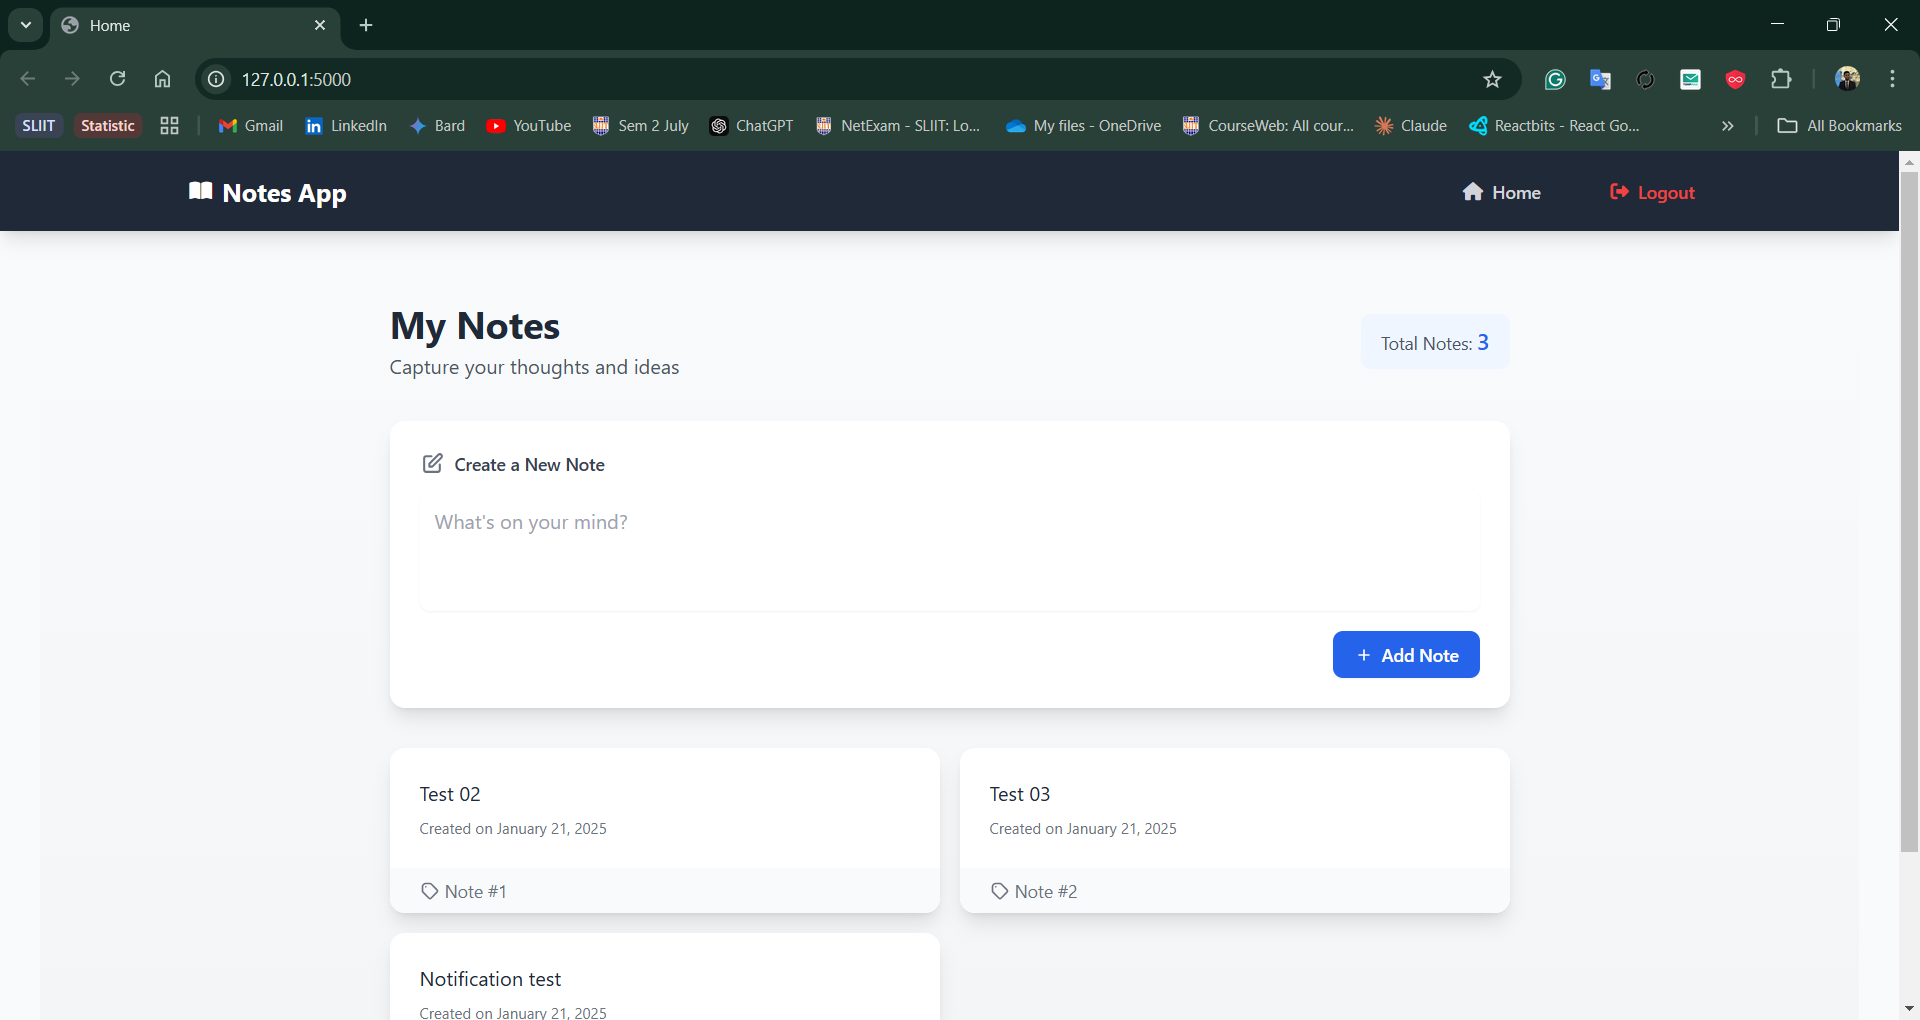 Home
127.0.0.1:5000
SLIIT Statistic Gmail LinkedIn Bard YouTube Sem 2 July ChatGPT NetExam - SLIIT: Lo... My files - OneDrive CourseWeb: All cour... Claude Reactbits - React Go... » All Bookmarks
Notes App Home Logout
My Notes
Capture your thoughts and ideas
Total Notes: 3
Create a New Note
What's on your mind?
+ Add Note
Test 02
Created on January 21, 2025
Note #1
Test 03
Created on January 21, 2025
Note #2
Notification test
Created on January 21, 2025